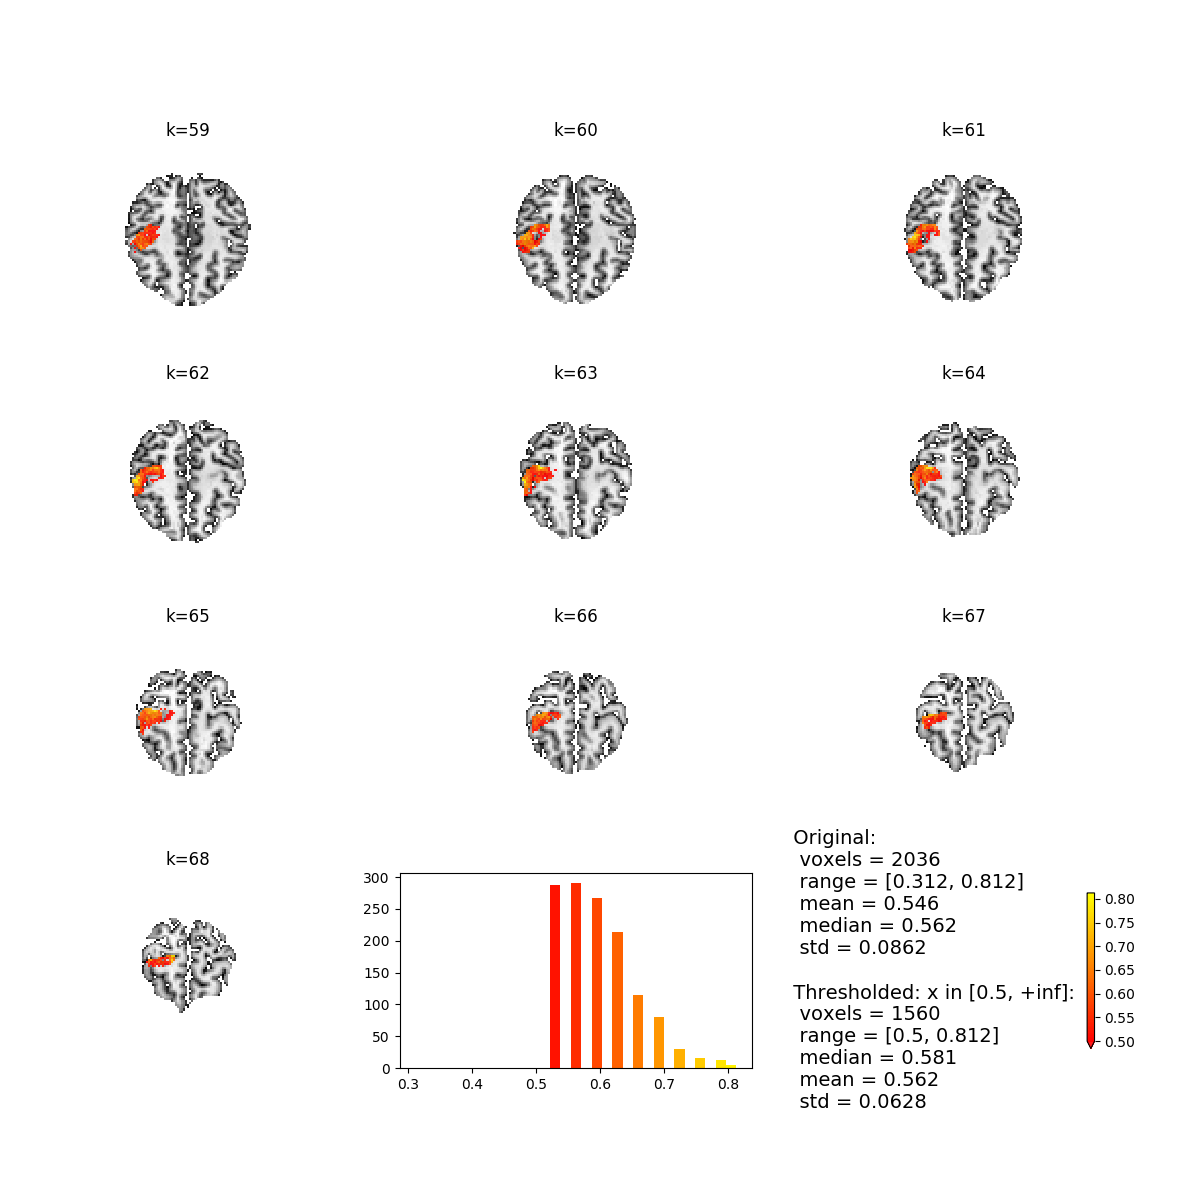 k=59
k=60
k=61
k=62
k=63
k=64
k=65
k=66
k=67
k=68
300
250
200
150
100
50
0
0.3
0.4
0.5
0.6
0.7
0.8
Original:
voxels = 2036
range = [0.312, 0.812]
mean = 0.546
median = 0.562
std = 0.0862
Thresholded: x in [0.5, +inf]:
voxels = 1560
range = [0.5, 0.812]
median = 0.581
mean = 0.562
std = 0.0628
0.80
0.75
0.70
0.65
0.60
0.55
0.50